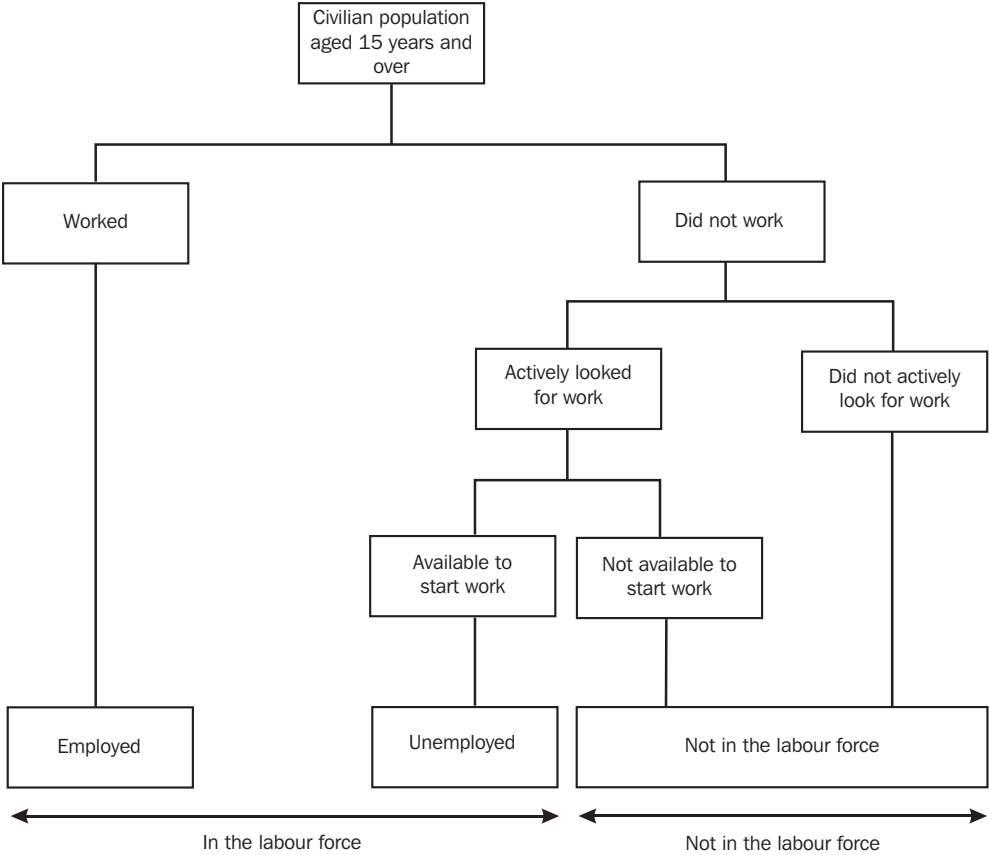 Civilian population
aged 15 years and
over
Worked
Did not work
Actively looked
for work
Did not actively
look for work
Available to
start work
Not available to
start work
Employed
Unemployed
Not in the labour force
In the labour force
Not in the labour force